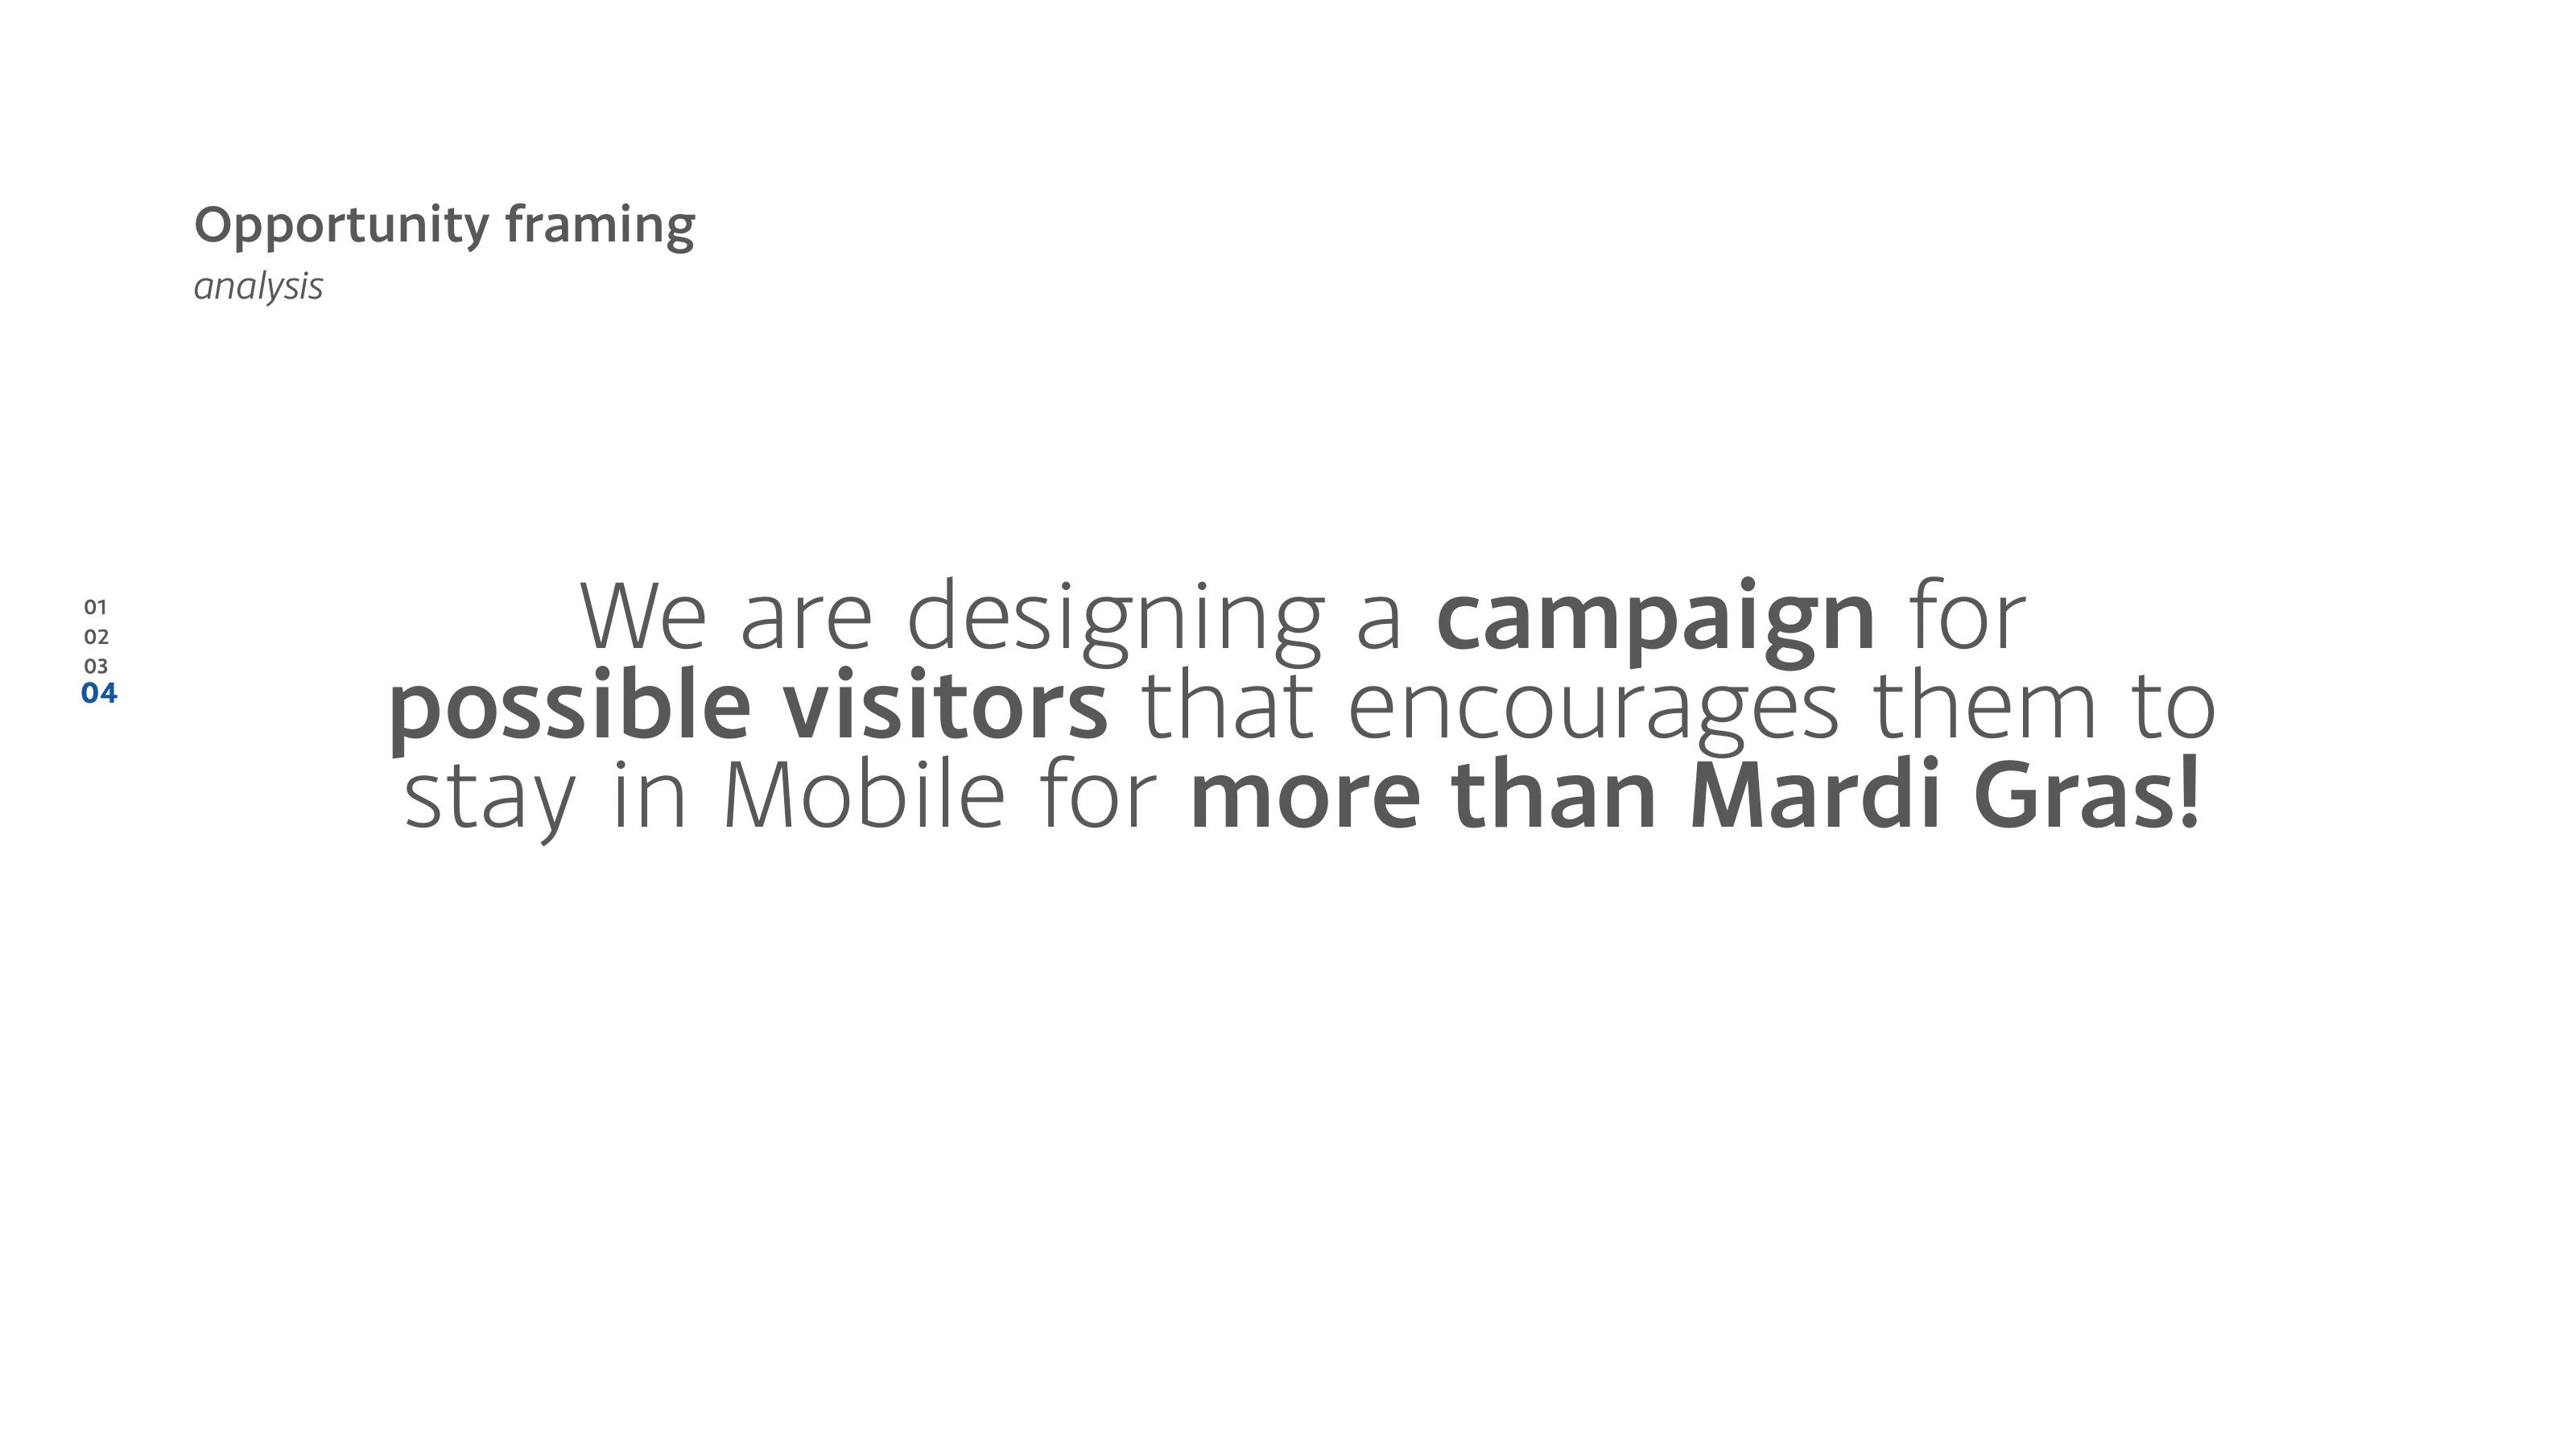 Opportunity framing
analysis
01
02
03
04
We are designing a campaign for
possible visitors that encourages them to
stay in Mobile for more than Mardi Gras!